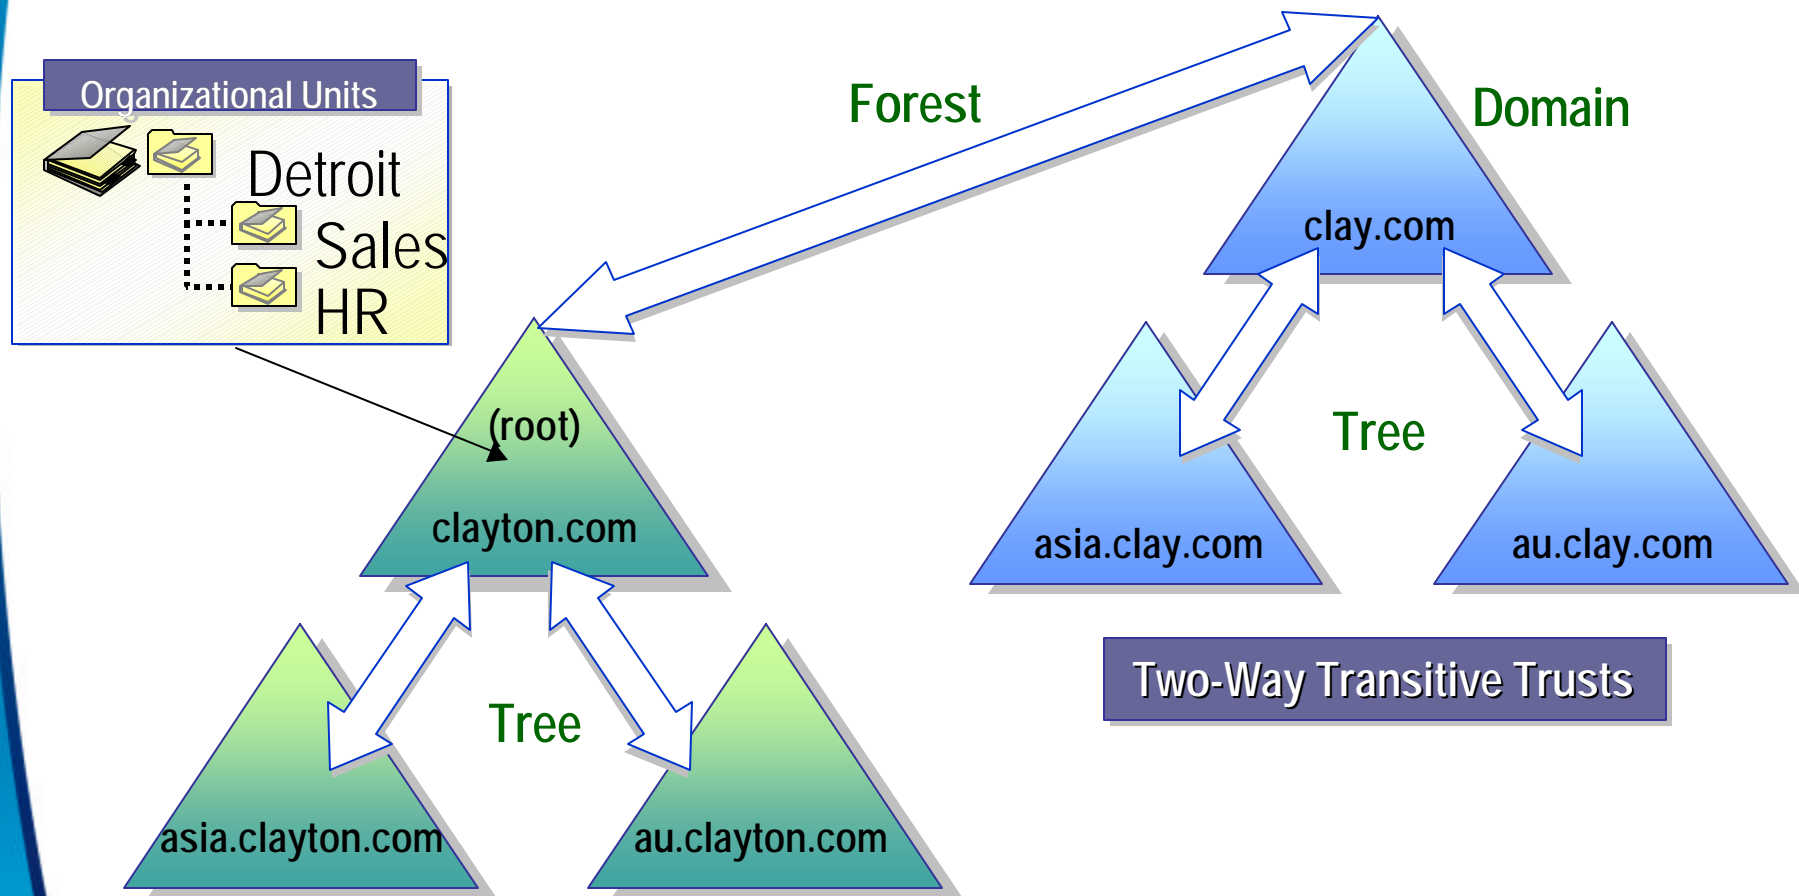 Organizational Units
Detroit
Sales
HR
Forest
Domain
clay.com
(root)
clayton.com
Tree
asia.clay.com
au.clay.com
Two-Way Transitive Trusts
Tree
asia.clayton.com
au.clayton.com